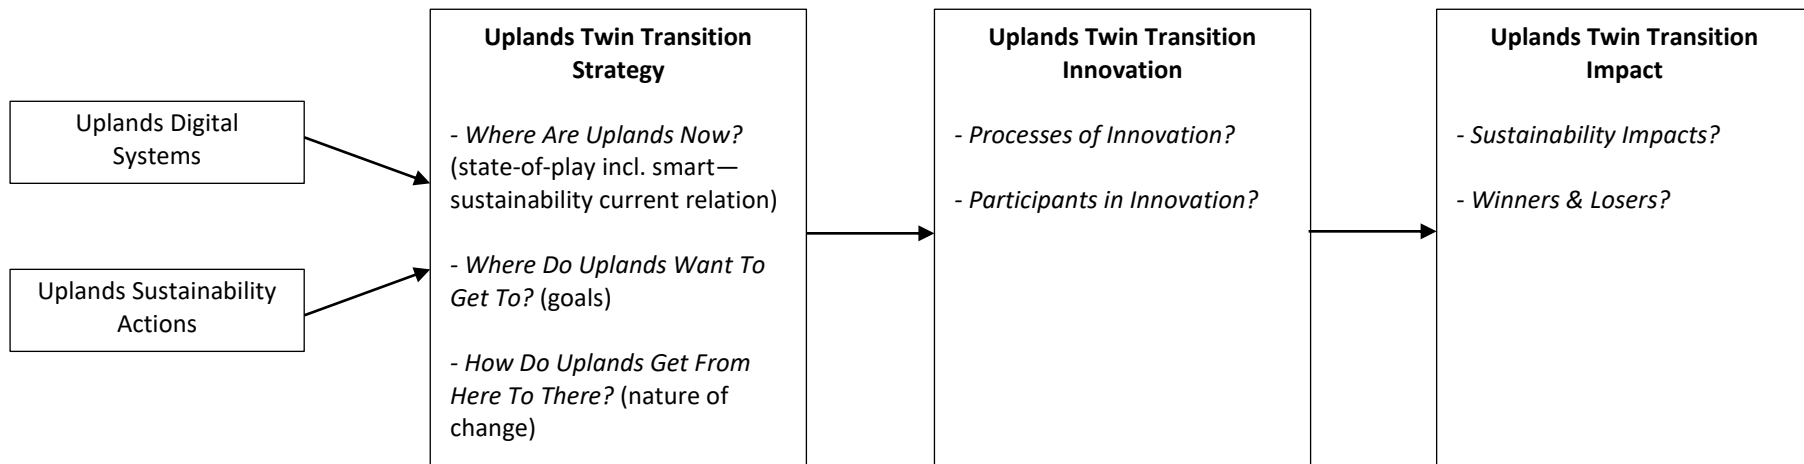 Uplands Digital
Systems
Uplands Sustainability
Actions
Uplands Twin Transition
Strategy
- Where Are Uplands Now?
(state-of-play incl. smart—
sustainability current relation)
- Where Do Uplands Want To
Get To? (goals)
- How Do Uplands Get From
Here To There? (nature of
change)
Uplands Twin Transition
Innovation
- Processes of Innovation?
- Participants in Innovation?
Uplands Twin Transition
Impact
- Sustainability Impacts?
- Winners & Losers?